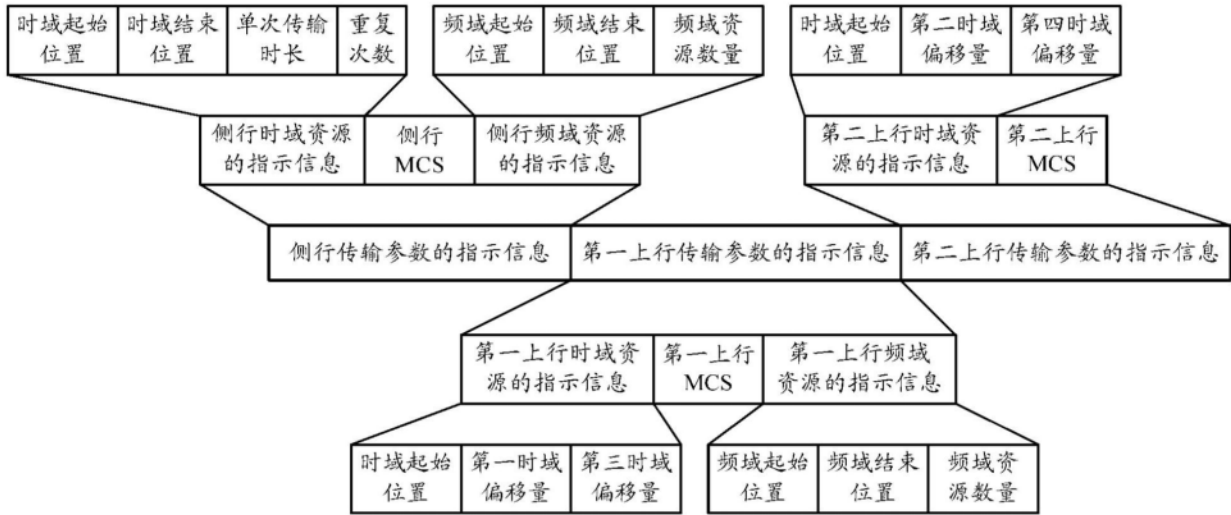 时域起始
位置
时域结束
位置
单次传输
时长
重复
次数
频域起始
位置
频域结束
位置
频域资
源数量
时域起始
位置
第二时域
偏移量
第四时域
偏移量
侧行时域资源
的指示信息
侧行
MCS
侧行频域资源
的指示信息
第二上行时域资
源的指示信息
第二上行
MCS
侧行传输参数的指示信息
第一上行传输参数的指示信息
第二上行传输参数的指示信息
第一上行时域资
源的指示信息
第一上行
MCS
第一上行频域
资源的指示信息
时域起始
位置
第一时域
偏移量
第三时域
偏移量
频域起始
位置
频域结束
位置
频域资
源数量